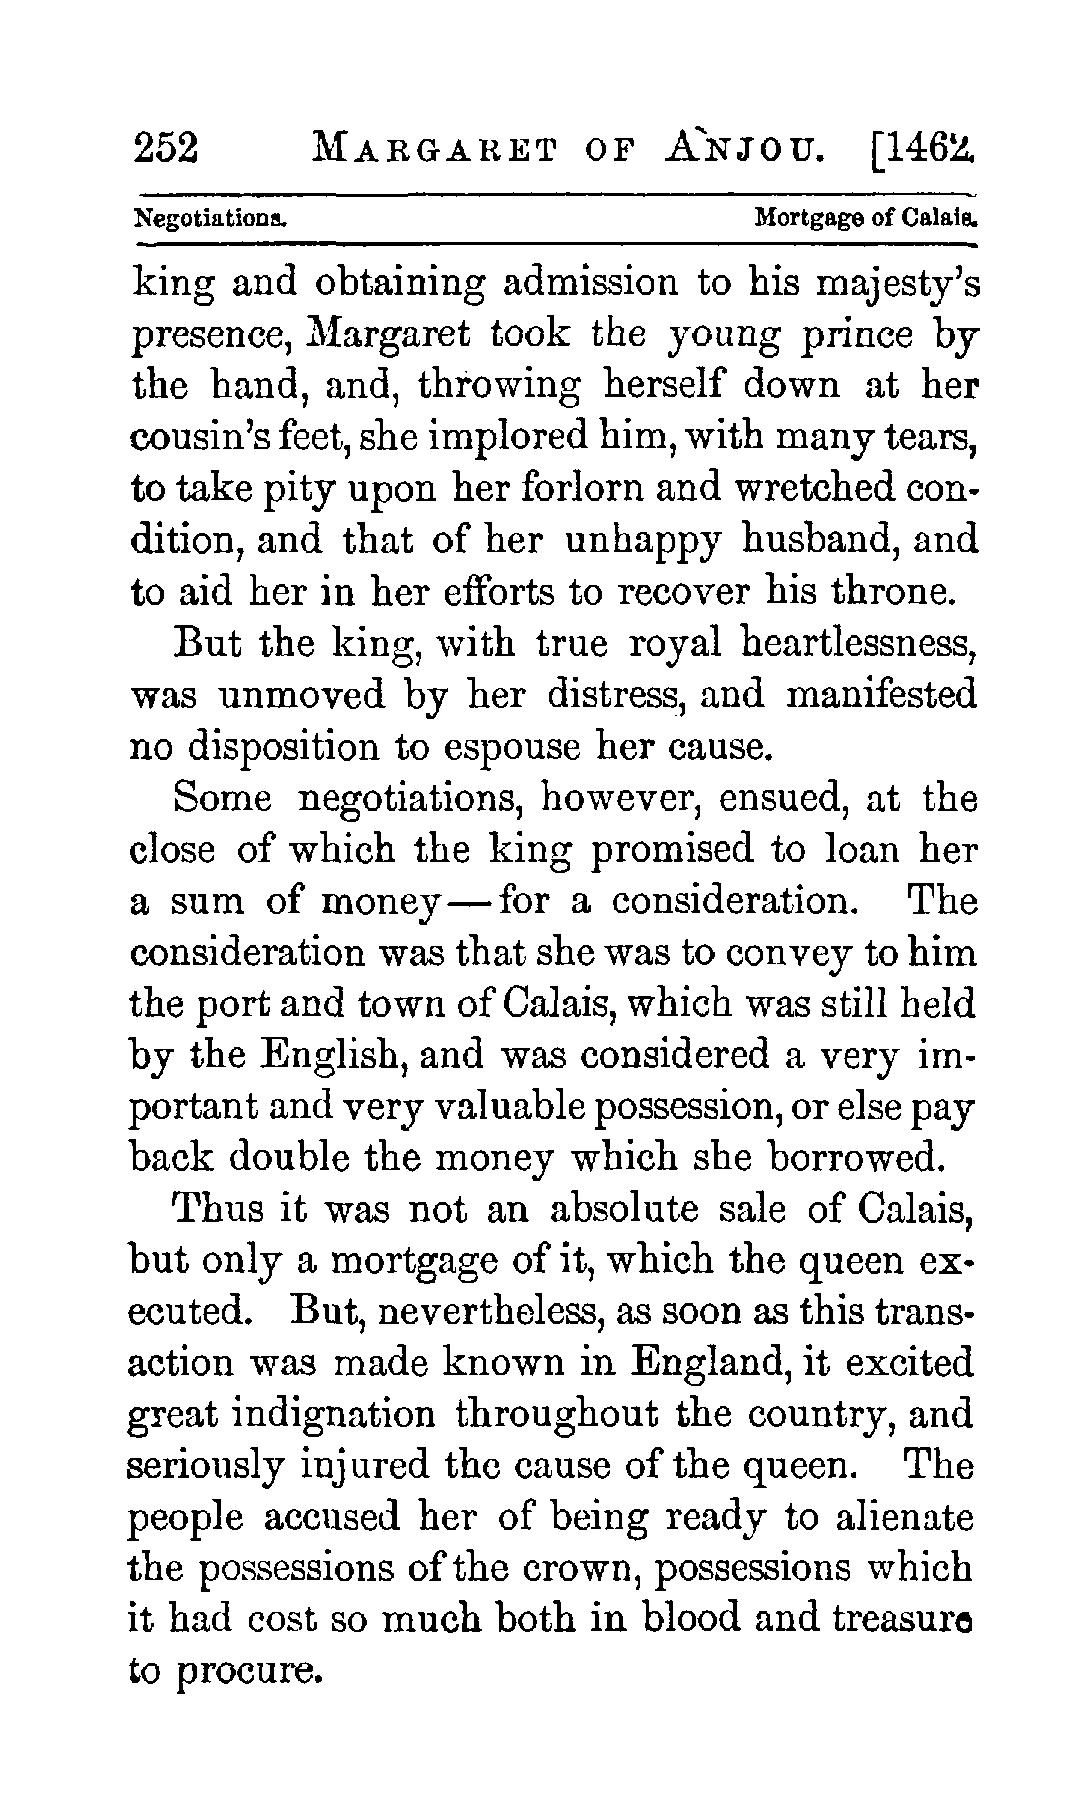 252 MARGARET OF ANJOU. [1462.
Negotiations. Mortgage of Calais.
king and obtaining admission to his majesty's
presence, Margaret took the young prince by
the hand, and, throwing herself down at her
cousin's feet, she implored him, with many tears,
to take pity upon her forlorn and wretched con-
dition, and that of her unhappy husband, and
to aid her in her efforts to recover his throne.
But the king, with true royal heartlessness,
was unmoved by her distress, and manifested
no disposition to espouse her cause.
Some negotiations, however, ensued, at the
close of which the king promised to loan her
a sum of money—for a consideration. The
consideration was that she was to convey to him
the port and town of Calais, which was still held
by the English, and was considered a very im-
portant and very valuable possession, or else pay
back double the money which she borrowed.
Thus it was not an absolute sale of Calais,
but only a mortgage of it, which the queen ex-
ecuted. But, nevertheless, as soon as this trans-
action was made known in England, it excited
great indignation throughout the country, and
seriously injured the cause of the queen. The
people accused her of being ready to alienate
the possessions of the crown, possessions which
it had cost so much both in blood and treasure
to procure.